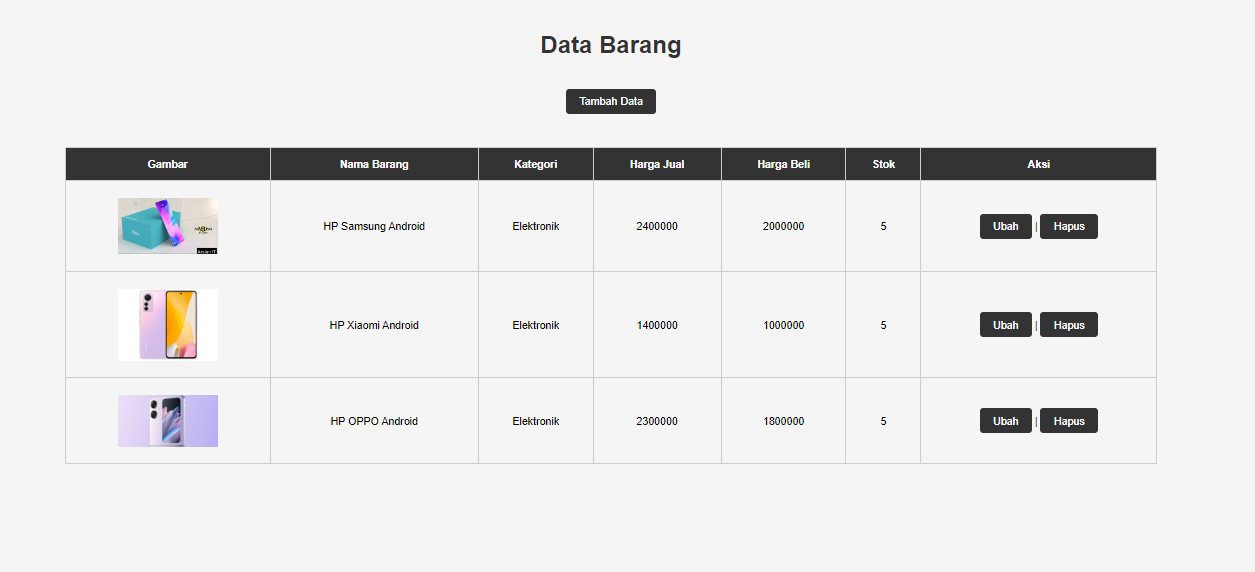 Data Barang
Tambah Data
Gambar Nama Barang Kategori Harga Jual Harga Beli Stok Aksi
HP Samsung Android Elektronik 2400000 2000000 5 Ubah | Hapus
HP Xiaomi Android Elektronik 1400000 1000000 5 Ubah | Hapus
HP OPPO Android Elektronik 2300000 1800000 5 Ubah | Hapus